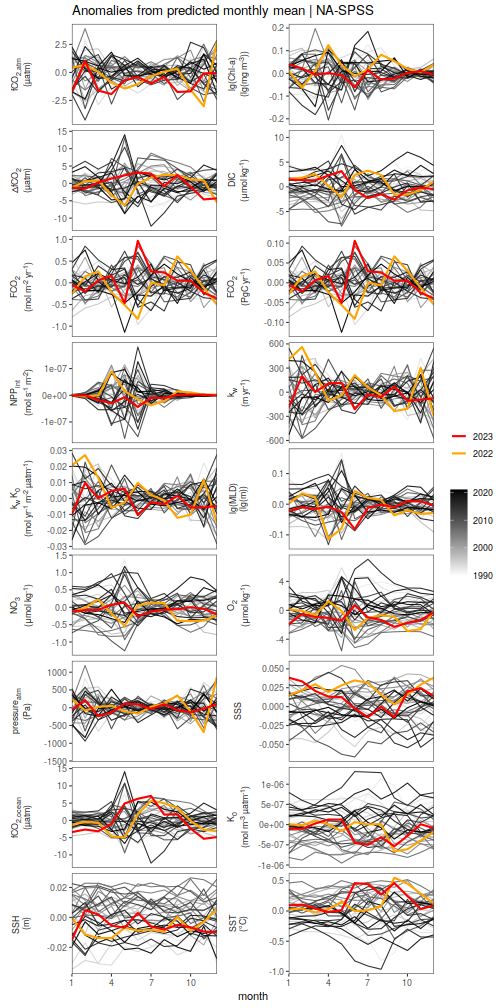 Anomalies from predicted monthly mean | NA-SPSS
fCO2,atm
(µatm)
2.5
0.0
-2.5
lg(Chl-a)
(lg(mg m-3))
0.2
0.1
0.0
-0.1
-0.2
ΔfCO2
(µatm)
15
10
5
0
-5
-10
DIC
(µmol kg-1)
10
5
0
-5
FCO2
(mol m-2 yr-1)
1.0
0.5
0.0
-0.5
-1.0
FCO2
(PgC yr-1)
0.10
0.05
0.00
-0.05
-0.10
NPPint
(mol s-1 m-2)
1e-07
0e+00
-1e-07
kw
(m yr-1)
600
300
0
-300
-600
kw K0
(mol yr-1 m-2 µatm-1)
0.03
0.02
0.01
0.00
-0.01
-0.02
-0.03
lg(MLD)
(lg(m))
0.1
0.0
-0.1
NO3
(µmol kg-1)
1.5
1.0
0.5
0.0
-0.5
-1.0
O2
(µmol kg-1)
4
0
-4
pressureatm
(Pa)
1000
500
0
-500
-1000
-1500
SSS
0.050
0.025
0.000
-0.025
-0.050
fCO2,ocean
(µatm)
15
10
5
0
-5
-10
K0
(mol m-3 µatm-1)
1e-06
5e-07
0e+00
-5e-07
-1e-06
SSH
(m)
0.02
0.00
-0.02
SST
(°C)
0.5
0.0
-0.5
-1.0
1
4
7
10
1
4
7
10
month
2023
2022
2020
2010
2000
1990